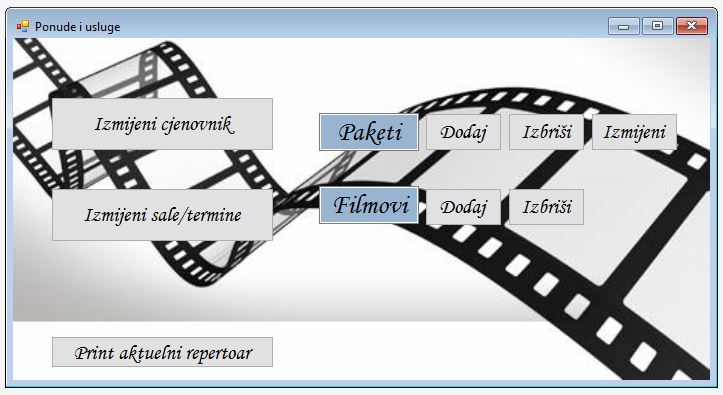 Ponude i usluge
Izmijeni cjenovnik
Paketi Dodaj Izbriši Izmijeni
Izmijeni sale/termine
Filmovi Dodaj Izbriši
Print aktuelni repertoar